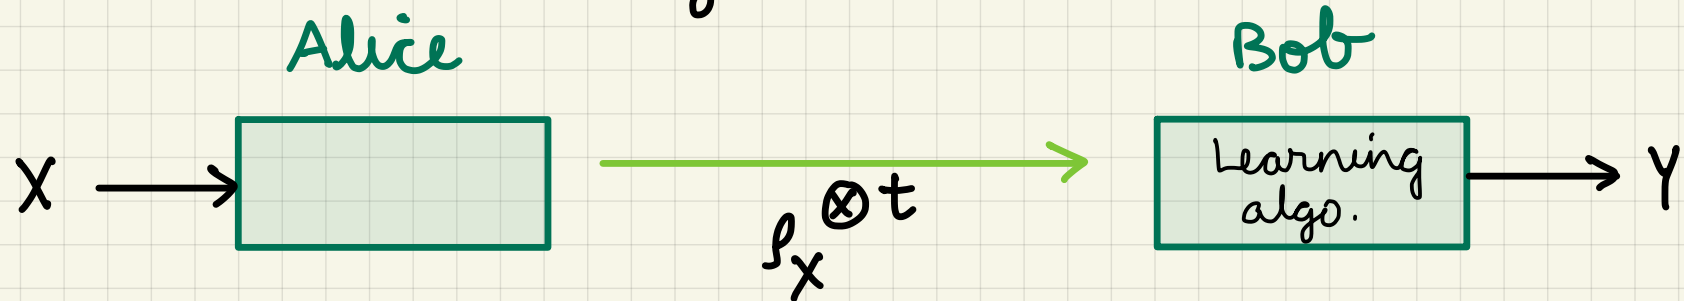 Alice Bob
X Learning algo. Y
ρ_X^{⊗t}